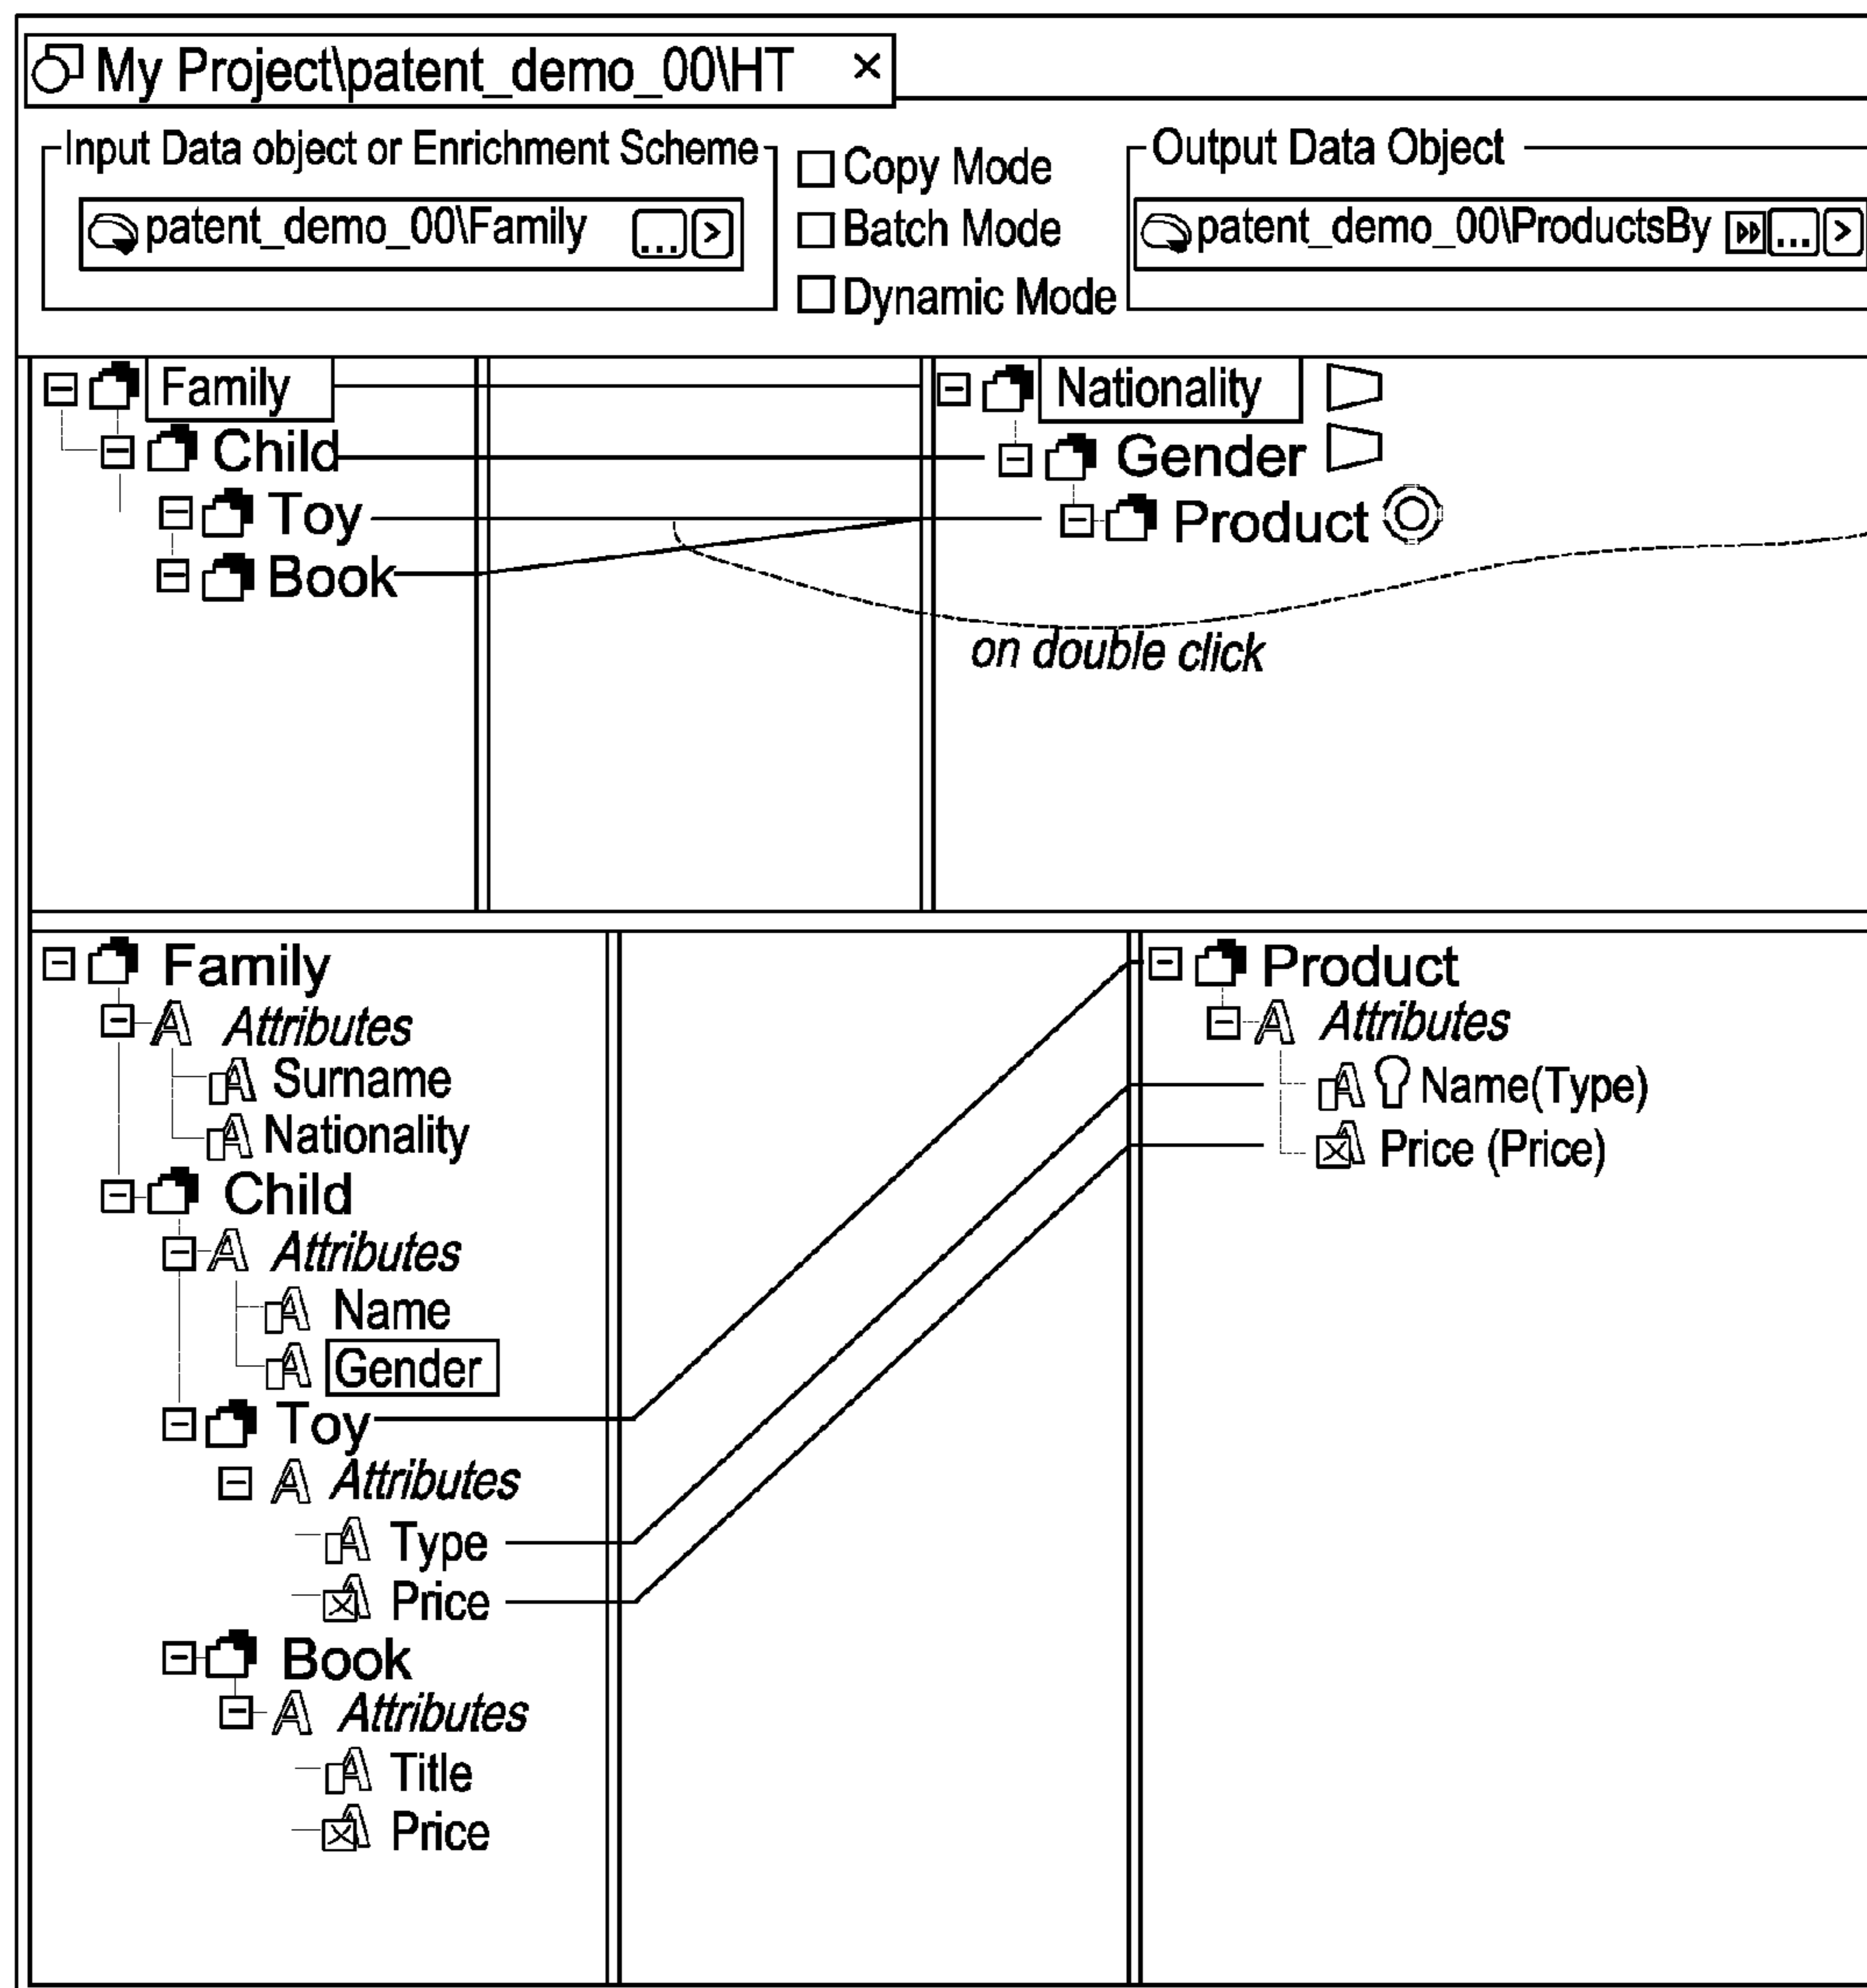 My Project\patent_demo_00\HT ×
Input Data object or Enrichment Scheme
patent_demo_00\Family ... >
Copy Mode
Batch Mode
Dynamic Mode
Output Data Object
patent_demo_00\ProductsBy ... >
Family
Child
Toy
Book
Nationality
Gender
Product
on double click
Family
Attributes
Surname
Nationality
Child
Attributes
Name
Gender
Toy
Attributes
Type
Price
Book
Attributes
Title
Price
Product
Attributes
Name(Type)
Price (Price)